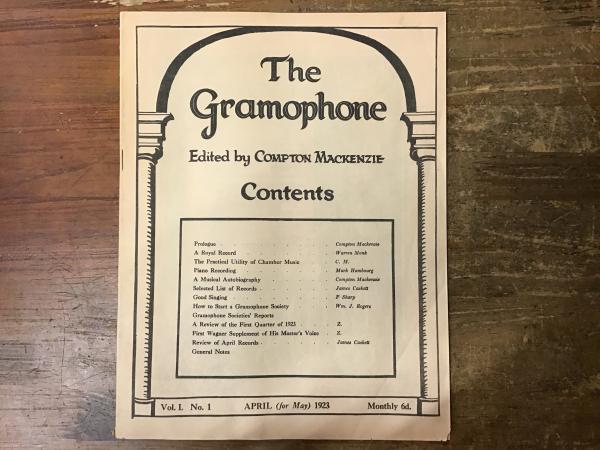 The
Gramophone
Edited by COMPTON MACKENZIE
Contents
Prologue . . . . . . . . . . Compton Mackenzie
A Royal Record . . . . . . . . . . Warren Monk
The Practical Utility of Chamber Music . . . . C. M.
Piano Recording . . . . . . . . . . Mark Hambourg
A Musical Autobiography . . . . . . . . Compton Mackenzie
Selected List of Records . . . . . . . . James Caskett
Good Singing . . . . . . . . . . F Sharp
How to Start a Gramophone Society . . . . . Wm. J. Rogers
Gramophone Societies' Reports
A Review of the First Quarter of 1923 . . . . Z.
First Wagner Supplement of His Master's Voice . . Z.
Review of April Records . . . . . . . . James Caskett
General Notes
Vol. I. No. 1 APRIL (for May) 1923 Monthly 6d.